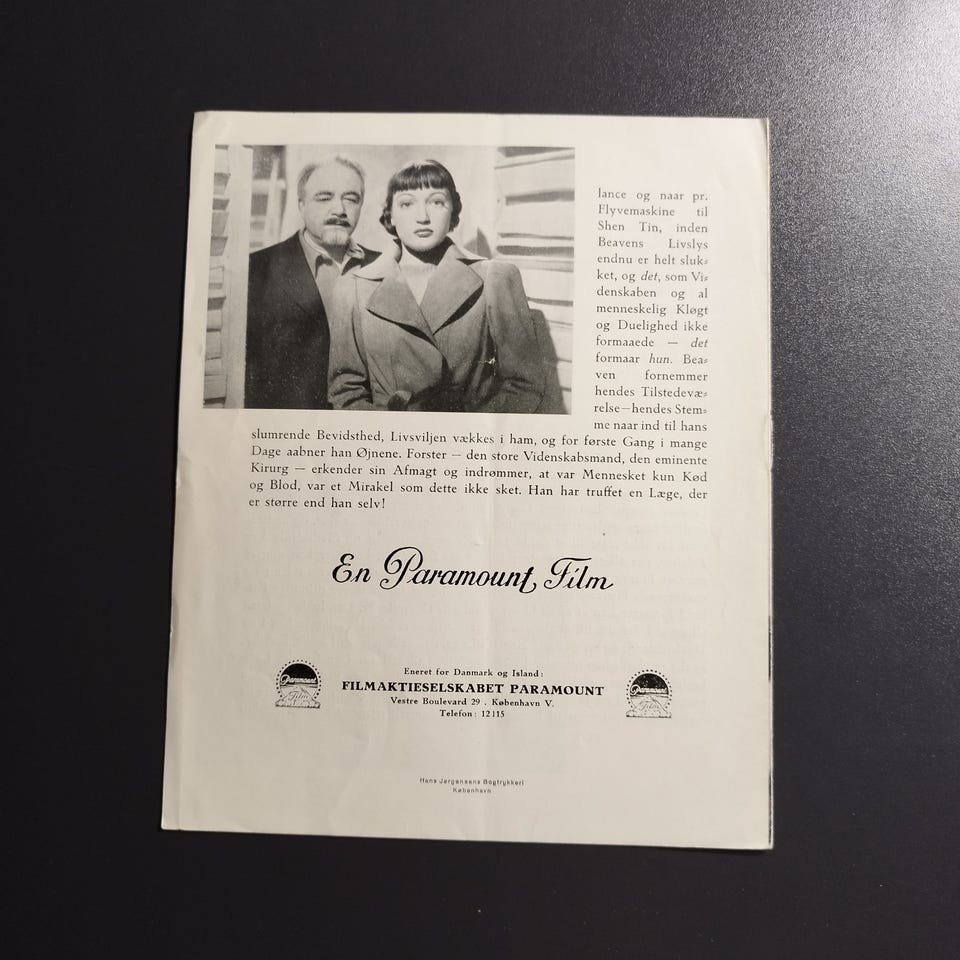 lance og naar pr.
Flyvemaskine til
Shen Tin, inden
Beavens Livslys
endnu er helt sluk⸗
ket, og det, som Vi⸗
denskaben og al
menneskelig Kløgt
og Duelighed ikke
formaaede — det
formaar hun. Bea⸗
ven fornemmer
hendes Tilstedevæ⸗
relse—hendes Stem⸗
me naar ind til hans
slumrende Bevidsthed, Livsviljen vækkes i ham, og for første Gang i mange
Dage aabner han Øjnene. Forster — den store Videnskabsmand, den eminente
Kirurg — erkender sin Afmagt og indrømmer, at var Mennesket kun Kød
og Blod, var et Mirakel som dette ikke sket. Han har truffet en Læge, der
er større end han selv!
En Paramount Film
Eneret for Danmark og Island:
FILMAKTIESELSKABET PARAMOUNT
Vestre Boulevard 29 . København V.
Telefon: 12115
Paramount
Film
Paramount
Film
Hans Jørgensens Bogtrykkeri
København